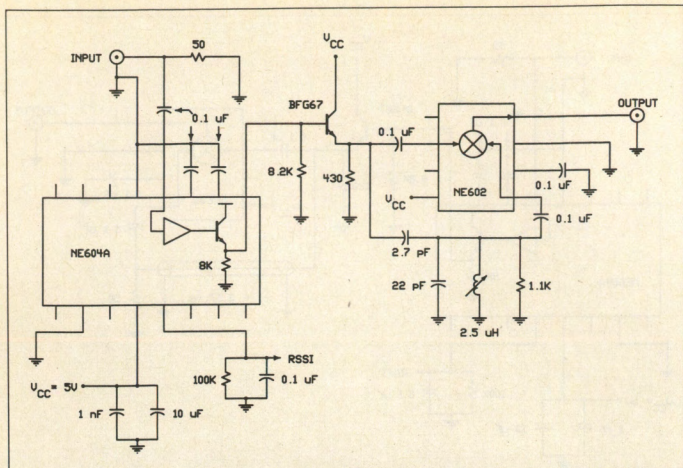 INPUT
50
0.1 uF
V CC
BFG67
0.1 uF
8.2K
430
OUTPUT
NE602
0.1 uF
V CC
0.1 uF
2.7 pF
22 pF
1.1K
2.5 uH
NE604A
8K
RSSI
100K
0.1 uF
V CC = 5V
1 nF
10 uF